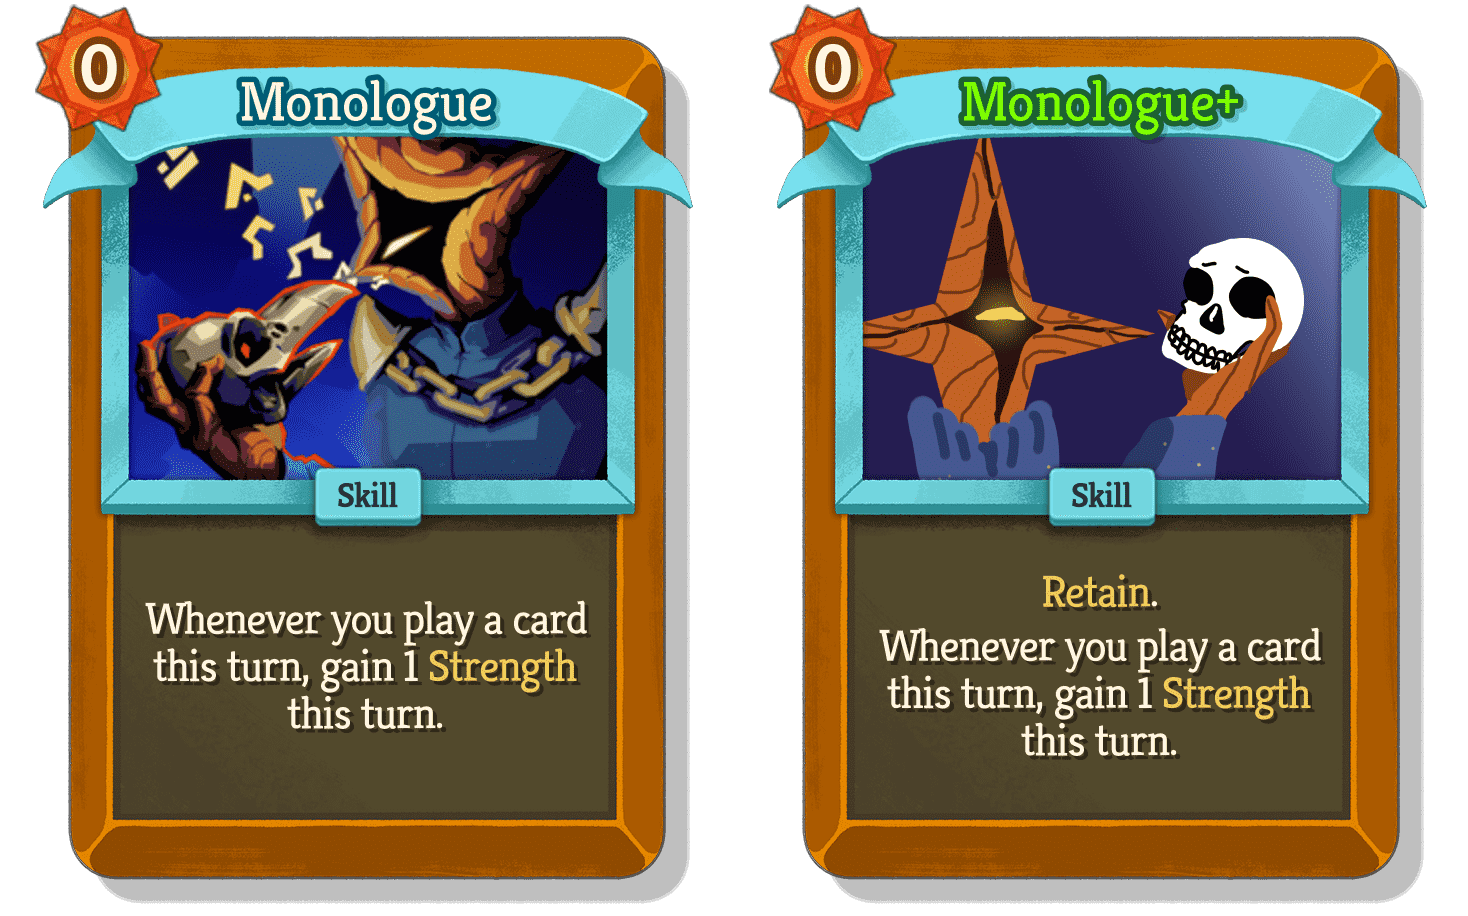 0
Monologue
Skill
Whenever you play a card
this turn, gain 1 Strength
this turn.
0
Monologue+
Skill
Retain.
Whenever you play a card
this turn, gain 1 Strength
this turn.